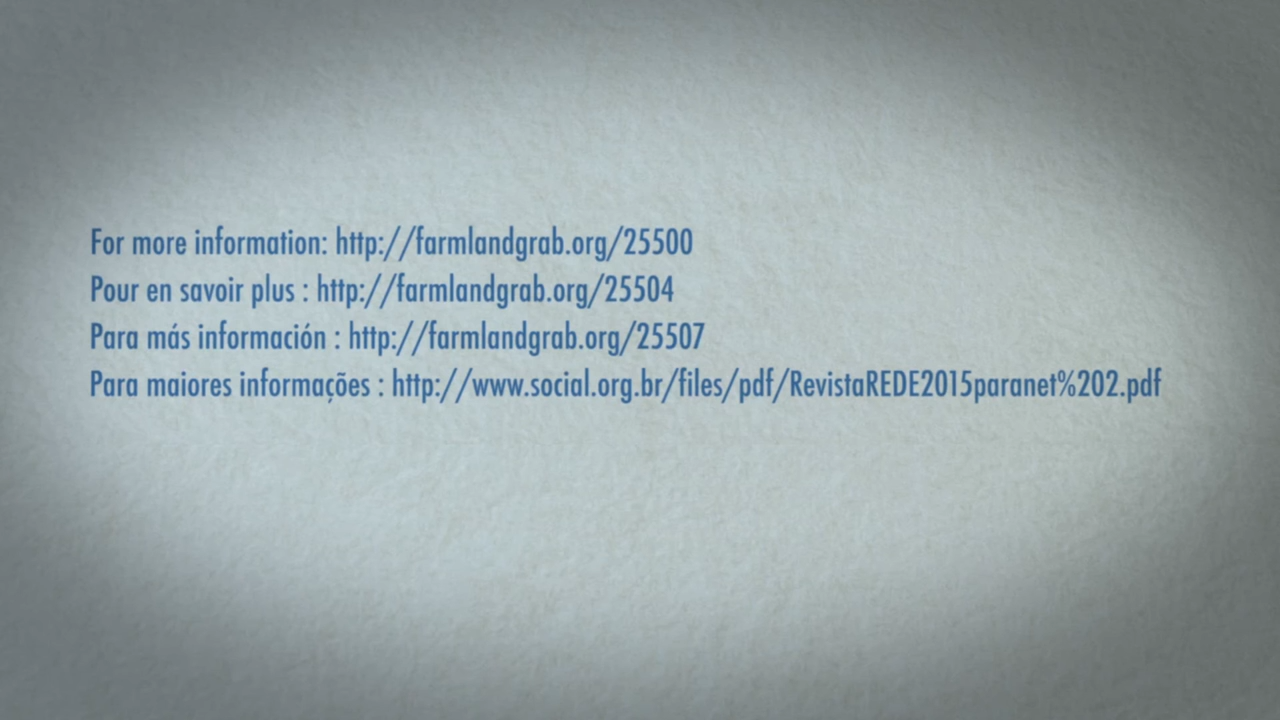 For more information: http://farmlandgrab.org/25500
Pour en savoir plus : http://farmlandgrab.org/25504
Para más información : http://farmlandgrab.org/25507
Para maiores informações : http://www.social.org.br/files/pdf/RevistaREDE2015paranet%202.pdf